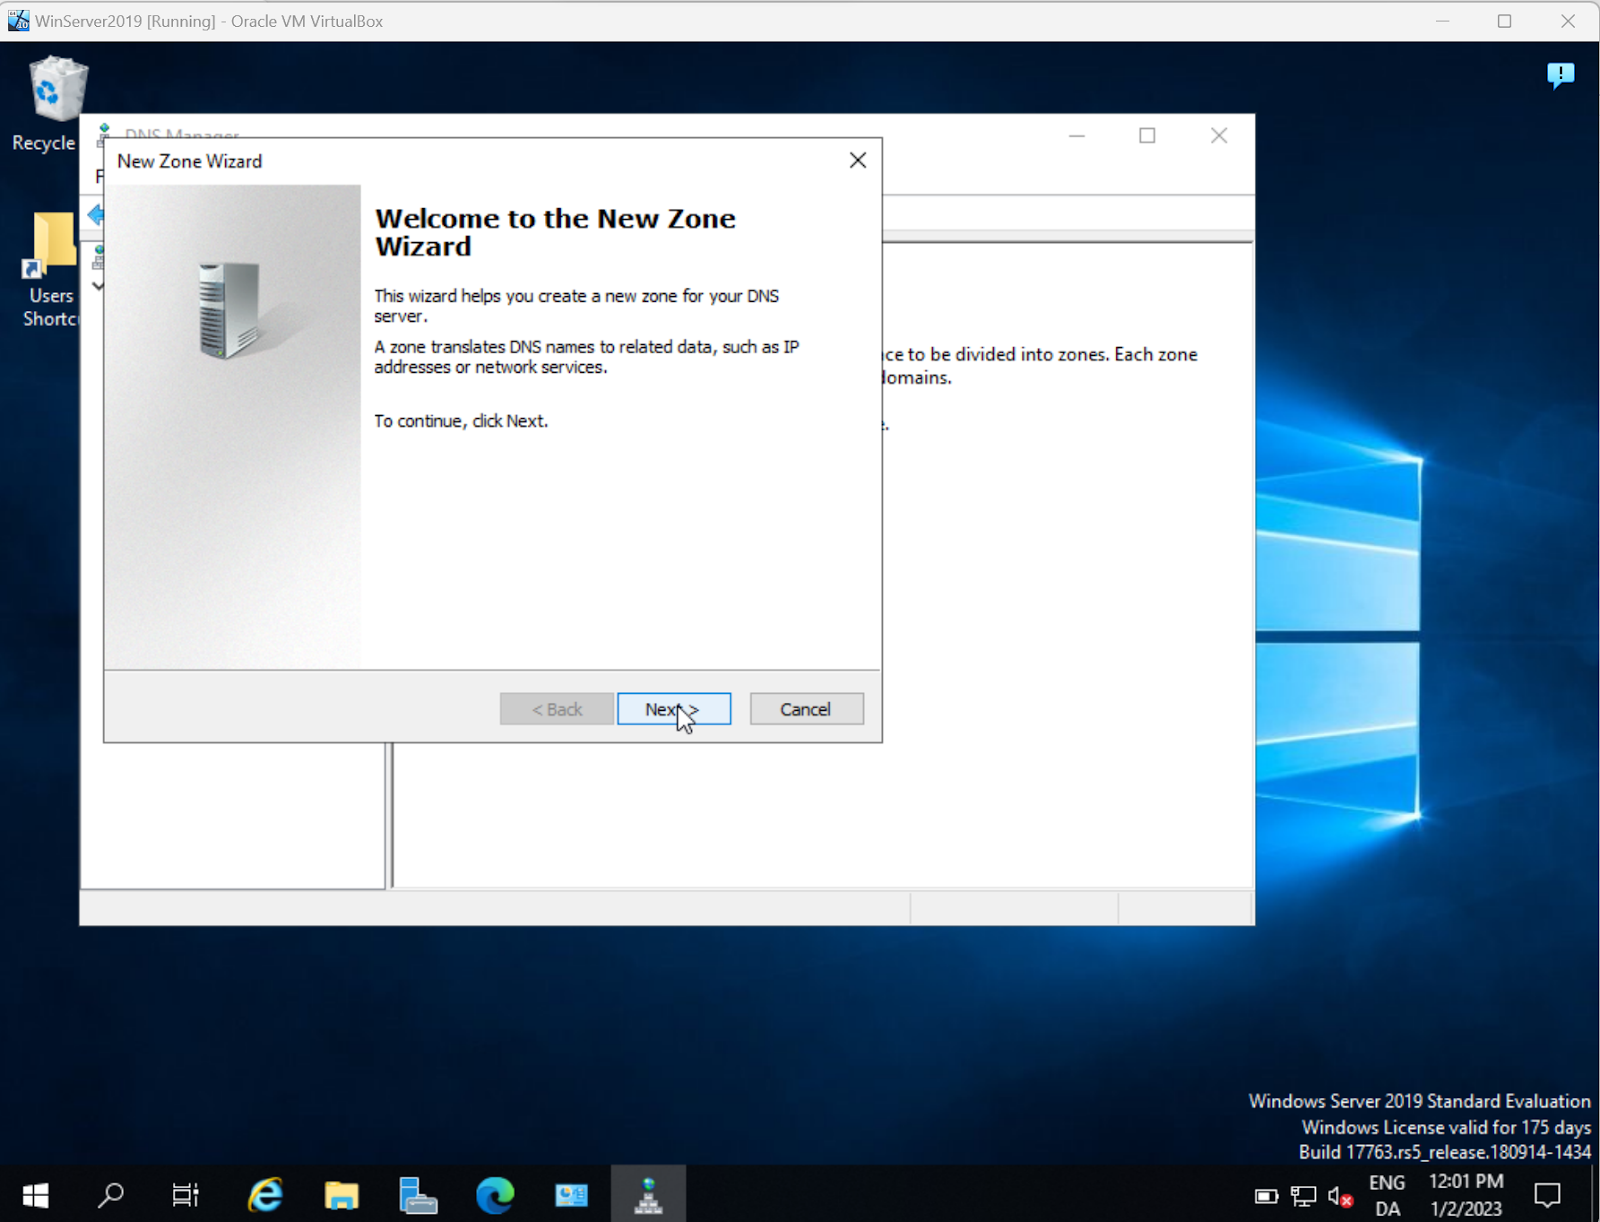 WinServer2019 [Running] - Oracle VM VirtualBox
Recycle
DNS Manager
New Zone Wizard
F
Welcome to the New Zone
Wizard
This wizard helps you create a new zone for your DNS
server.
A zone translates DNS names to related data, such as IP
addresses or network services.
To continue, click Next.
Users
Shortc
ce to be divided into zones. Each zone
domains.
e.
< Back
Next >
Cancel
Windows Server 2019 Standard Evaluation
Windows License valid for 175 days
Build 17763.rs5_release.180914-1434
ENG
DA
12:01 PM
1/2/2023